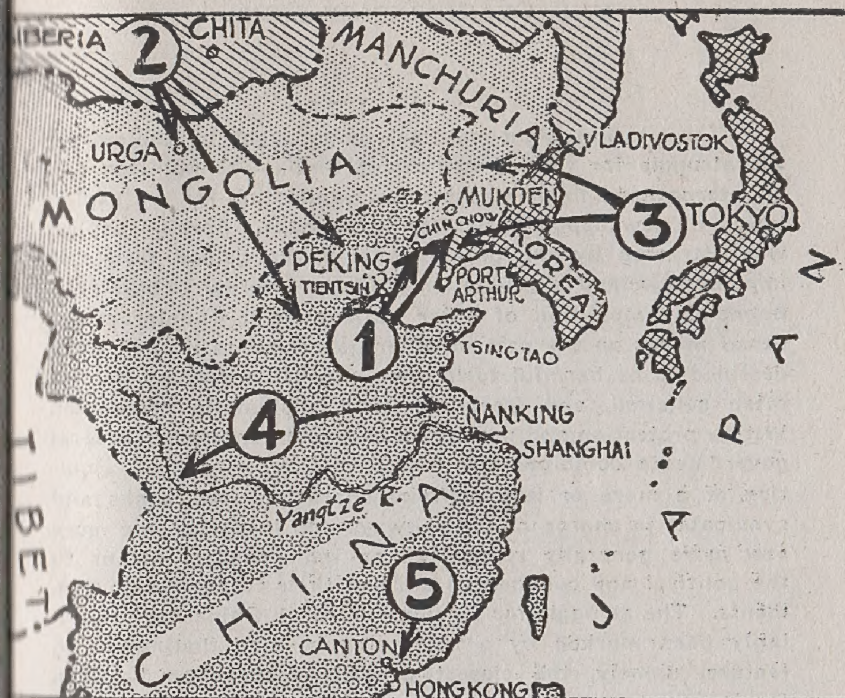 IBERIA
2
CHITA
MANCHURIA
URGA
VLADIVOSTOK
MONGOLIA
MUKDEN
3
TOKYO
CHINCHOW
KOREA
PEKING
TIENTSIN
PORT
ARTHUR
1
TSINGTAO
JAPAN
4
NANKING
SHANGHAI
TIBET
Yangtze R.
CHINA
5
CANTON
HONGKONG